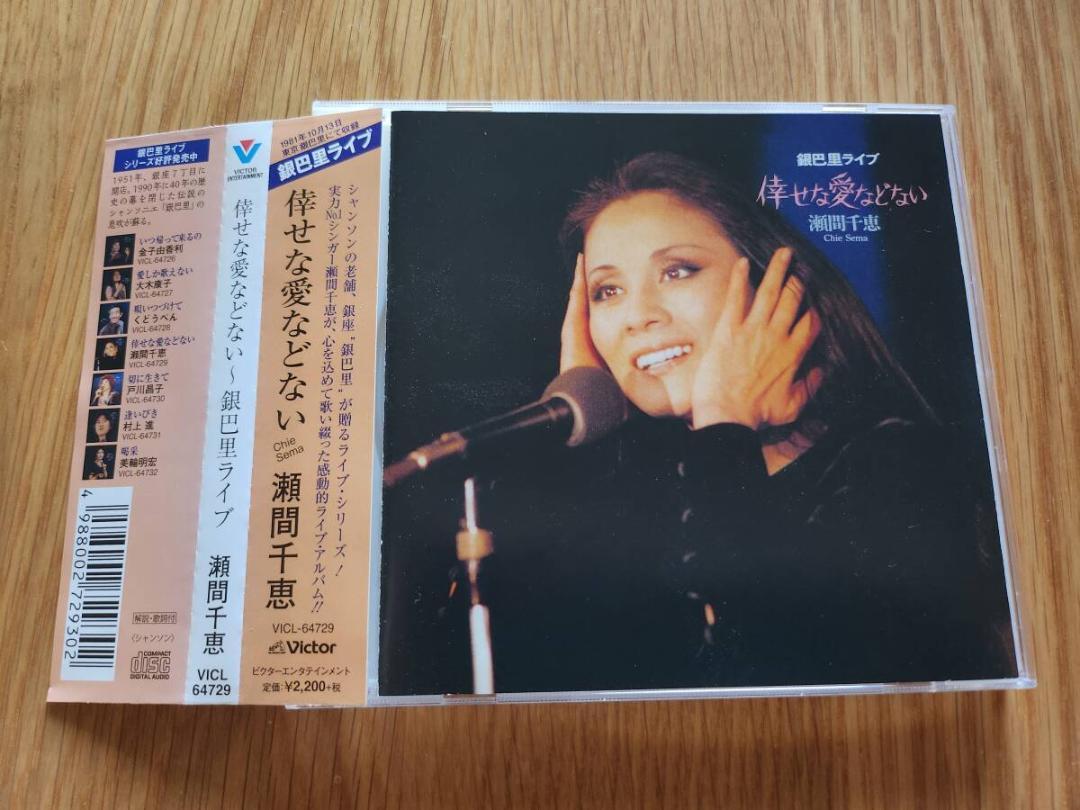 銀巴里ライブ
シリーズ好評発売中
1951年、銀座7丁目に
開店。1990年に40年の歴
史の幕を閉じた伝説の
シャンソニエ「銀巴里」の
息吹が蘇る。
いつ帰って来るの
金子由香利
VICL-64726
愛しか歌えない
大木康子
VICL-64727
唄いつづけて
くどうべん
VICL-64728
倖せな愛などない
瀬間千恵
VICL-64729
切に生きて
戸川昌子
VICL-64730
逢いびき
村上進
VICL-64731
喝采
美輪明宏
VICL-64732
4 988002 729302
解説・歌詞付
〈シャンソン〉
COMPACT
disc
DIGITAL AUDIO
VICTOR
ENTERTAINMENT
倖せな愛などない〜銀巴里ライブ
瀬間千恵
VICL
64729
1981年10月13日
東京・銀巴里にて収録
銀巴里ライブ
シャンソンの老舗、銀座“銀巴里”が贈るライブ・シリーズ!
実力No.1シンガー瀬間千恵が、心を込めて歌い綴った感動的ライブ・アルバム!!
倖せな愛などない
Chie
Sema
瀬間千恵
VICL-64729
Victor
ビクターエンタテインメント
定価:¥2,200+税
銀巴里ライブ
倖せな愛などない
瀬間千恵
Chie Sema